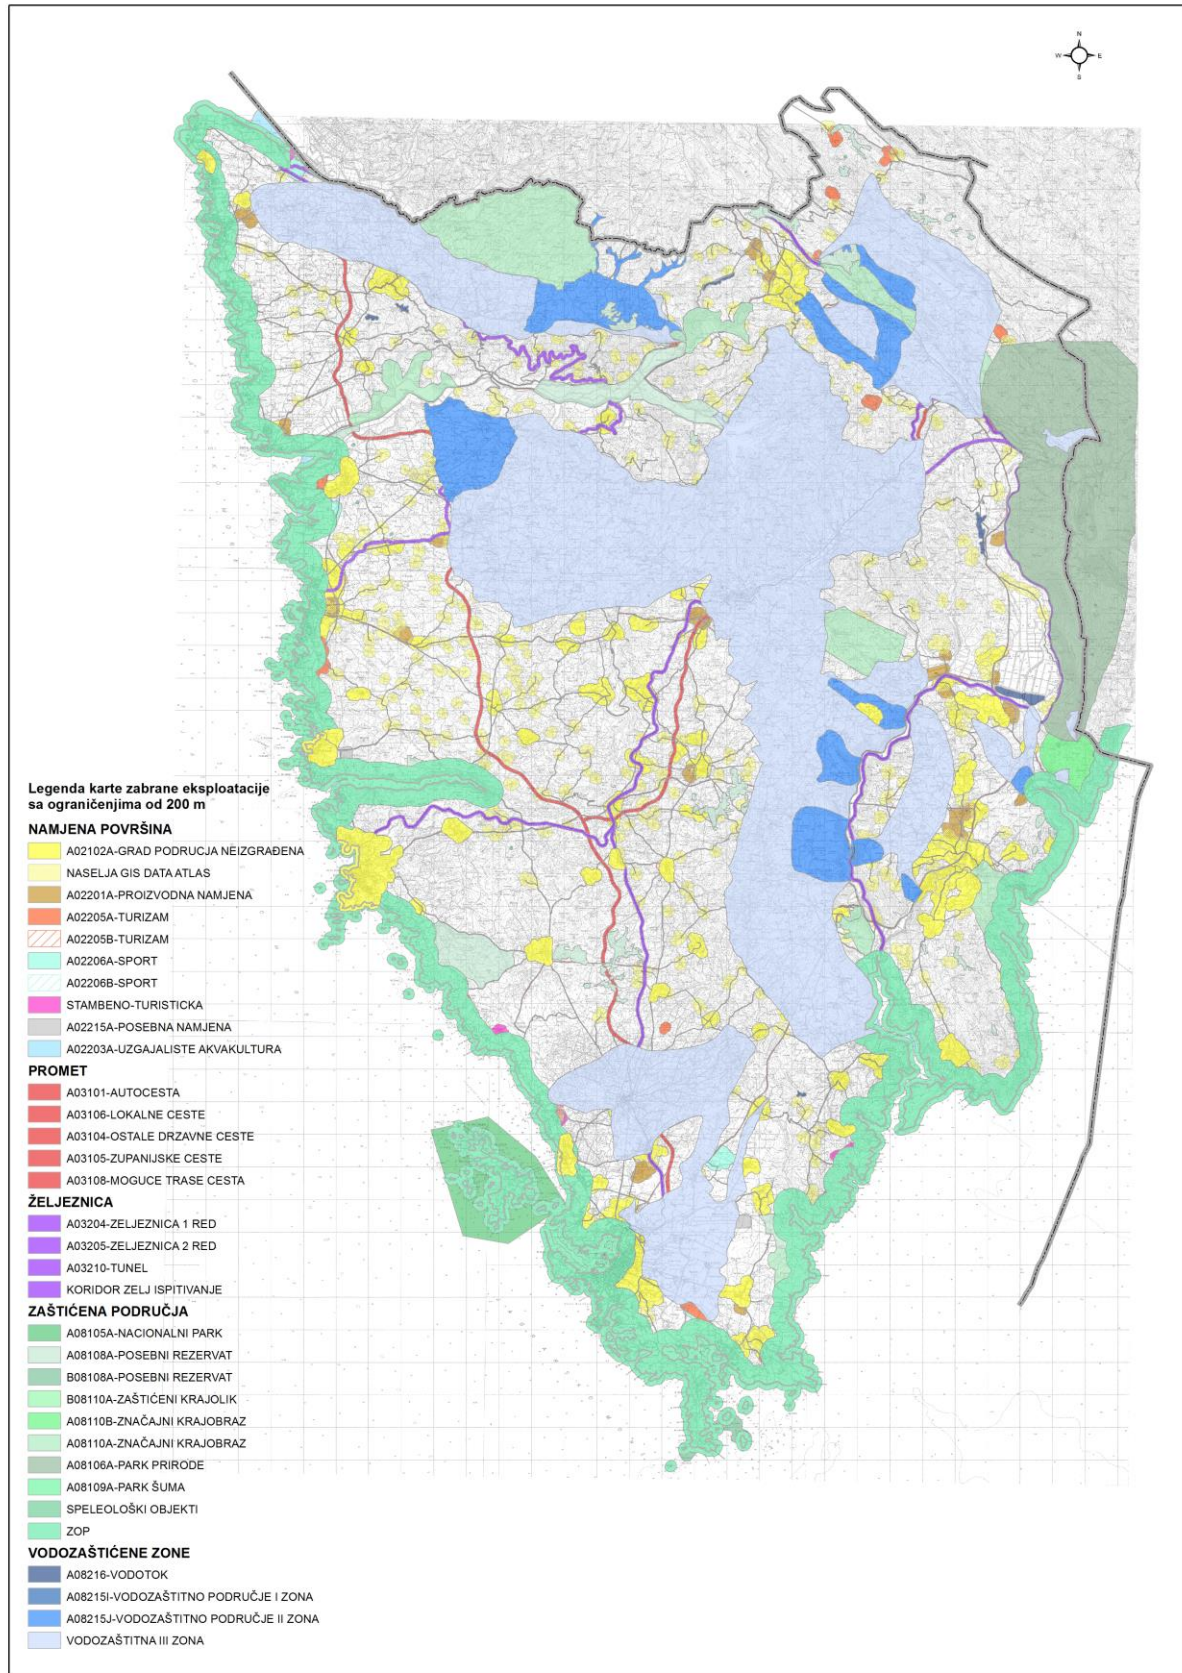 N
W E
S
Legenda karte zabrane eksploatacije
sa ograničenjima od 200 m
NAMJENA POVRŠINA
A02102A-GRAD PODRUCJA NEIZGRAĐENA
NASELJA GIS DATA ATLAS
A02201A-PROIZVODNA NAMJENA
A02205A-TURIZAM
A02205B-TURIZAM
A02206A-SPORT
A02206B-SPORT
STAMBENO-TURISTICKA
A02215A-POSEBNA NAMJENA
A02203A-UZGAJALISTE AKVAKULTURA
PROMET
A03101-AUTOCESTA
A03106-LOKALNE CESTE
A03104-OSTALE DRZAVNE CESTE
A03105-ZUPANIJSKE CESTE
A03108-MOGUCE TRASE CESTA
ŽELJEZNICA
A03204-ZELJEZNICA 1 RED
A03205-ZELJEZNICA 2 RED
A03210-TUNEL
KORIDOR ZELJ ISPITIVANJE
ZAŠTIĆENA PODRUČJA
A08105A-NACIONALNI PARK
A08108A-POSEBNI REZERVAT
B08108A-POSEBNI REZERVAT
B08110A-ZAŠTIĆENI KRAJOLIK
A08110B-ZNAČAJNI KRAJOBRAZ
A08110A-ZNAČAJNI KRAJOBRAZ
A08106A-PARK PRIRODE
A08109A-PARK ŠUMA
SPELEOLOŠKI OBJEKTI
ZOP
VODOZAŠTIĆENE ZONE
A08216-VODOTOK
A08215I-VODOZAŠTITNO PODRUČJE I ZONA
A08215J-VODOZAŠTITNO PODRUČJE II ZONA
VODOZAŠTITNA III ZONA